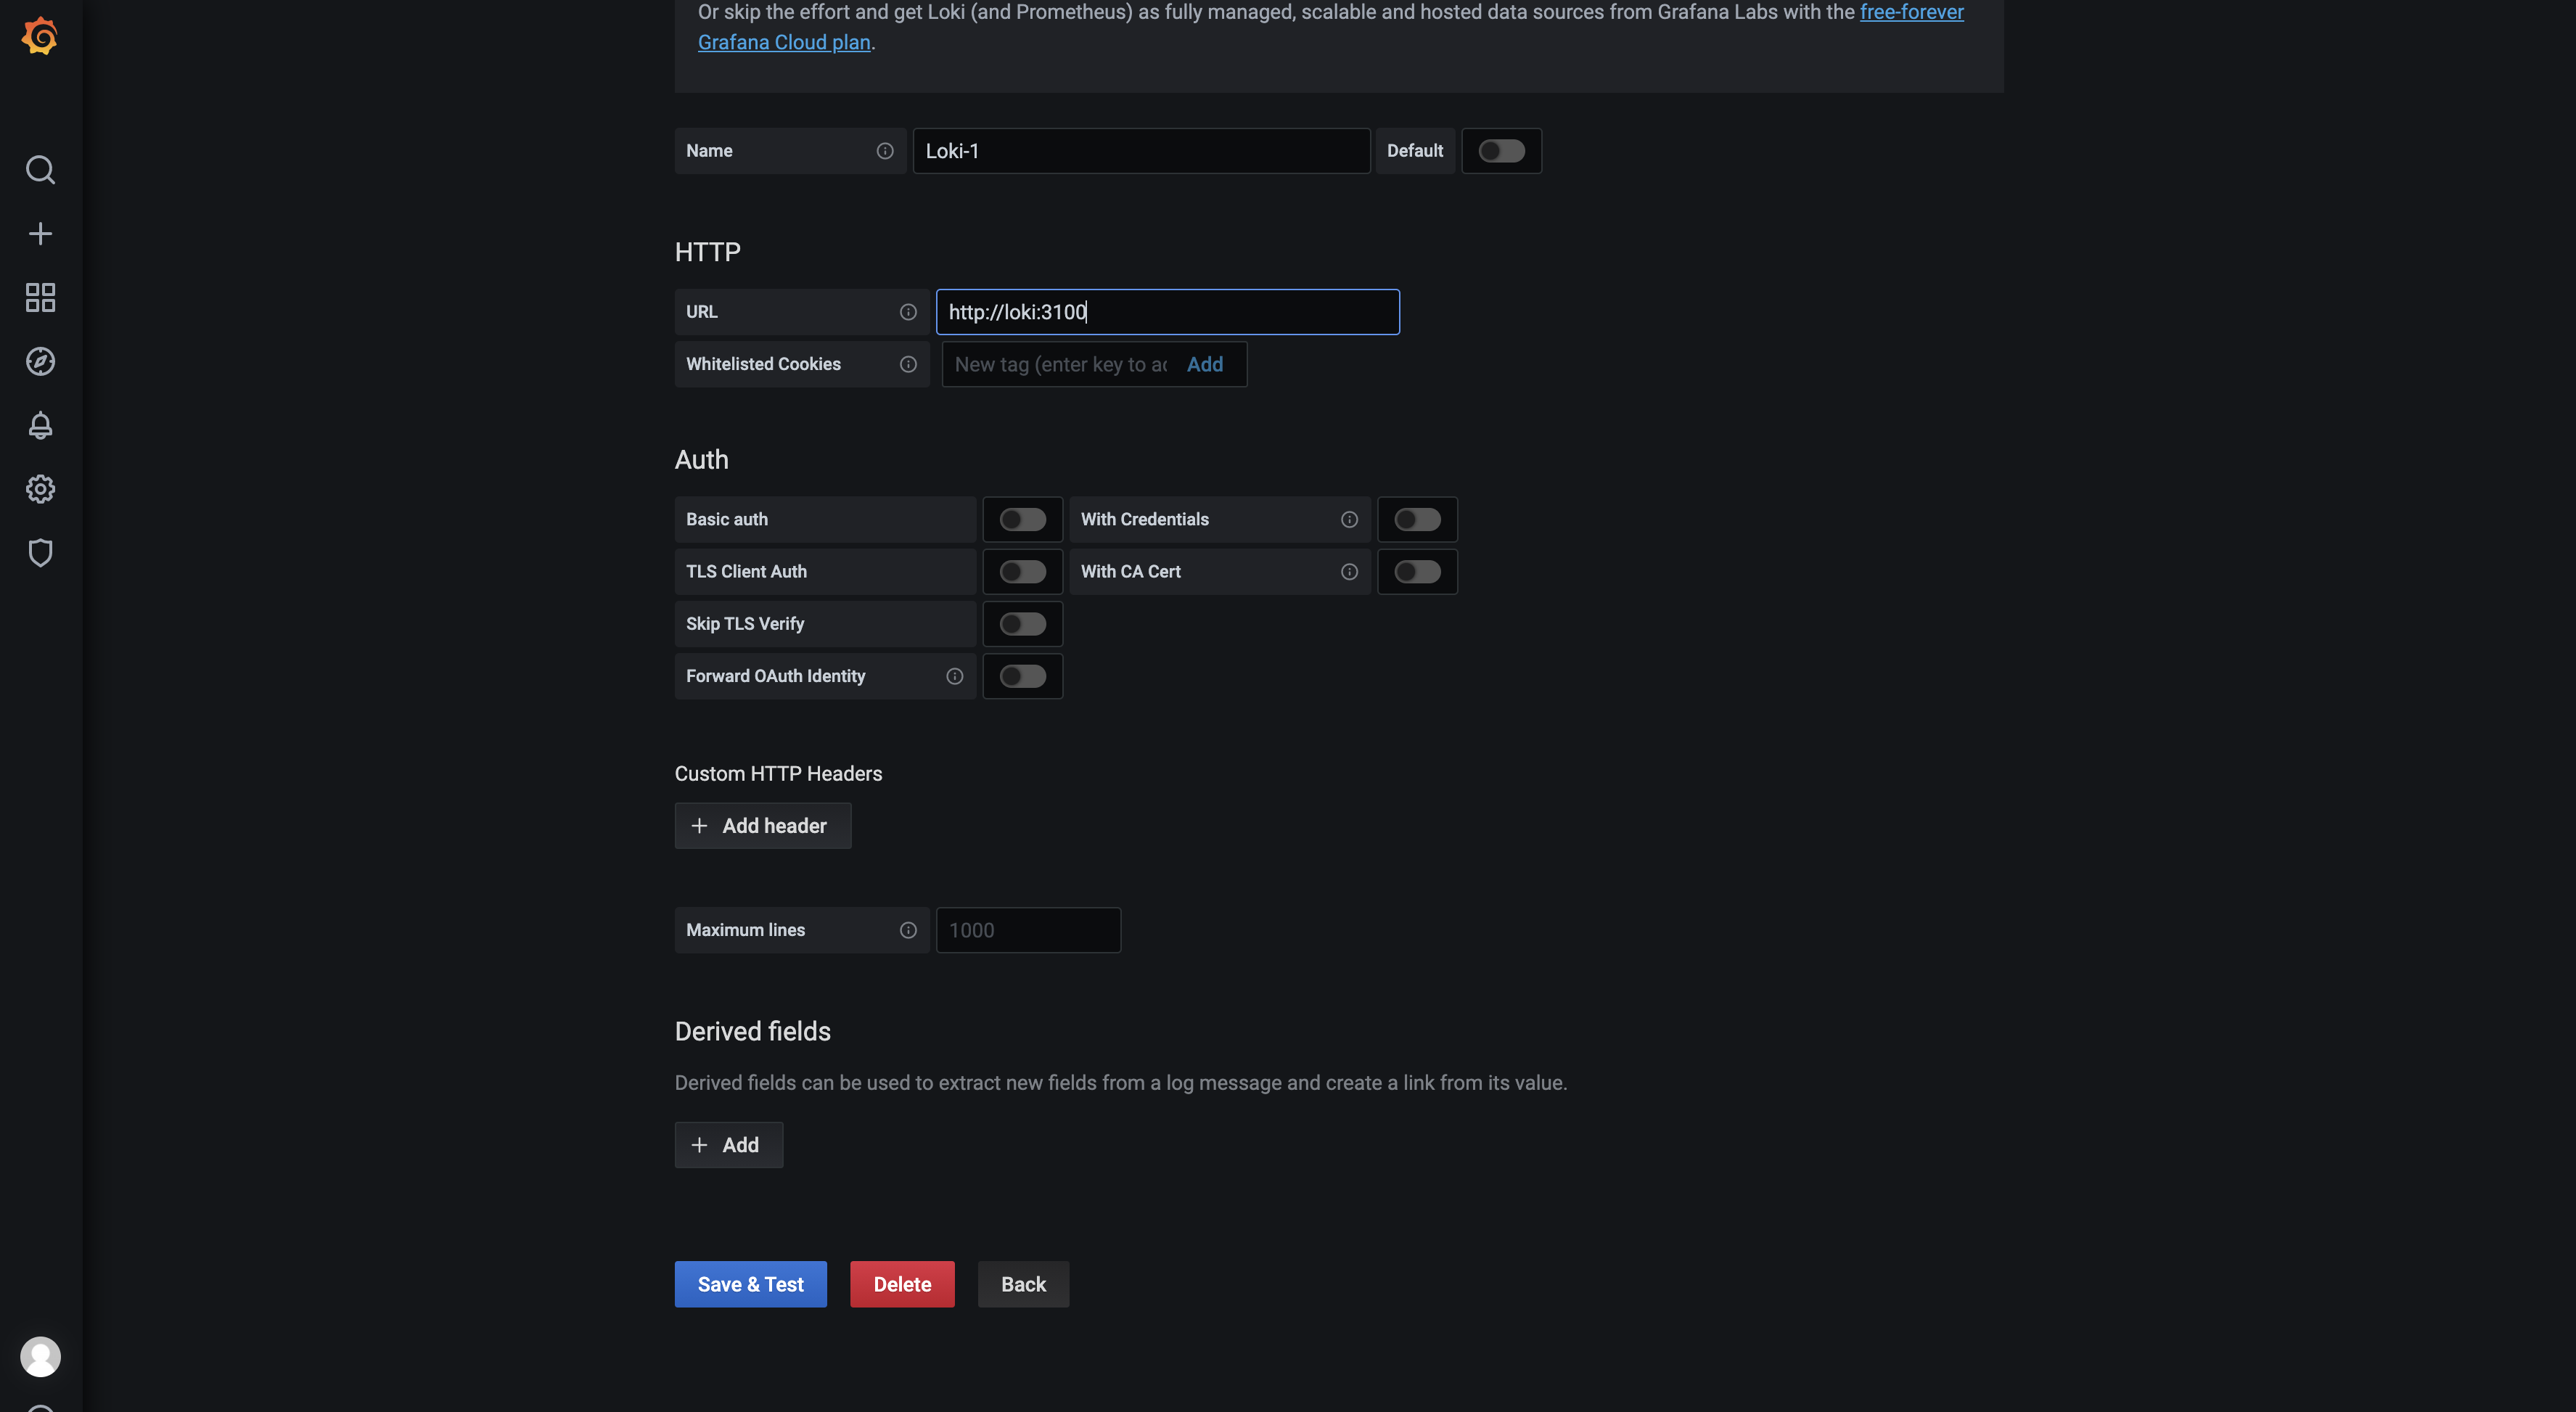 Or skip the effort and get Loki (and Prometheus) as fully managed, scalable and hosted data sources from Grafana Labs with the free-forever
Grafana Cloud plan.
Name Loki-1 Default
HTTP
URL http://loki:3100
Whitelisted Cookies New tag (enter key to ac Add
Auth
Basic auth With Credentials
TLS Client Auth With CA Cert
Skip TLS Verify
Forward OAuth Identity
Custom HTTP Headers
+ Add header
Maximum lines 1000
Derived fields
Derived fields can be used to extract new fields from a log message and create a link from its value.
+ Add
Save & Test Delete Back